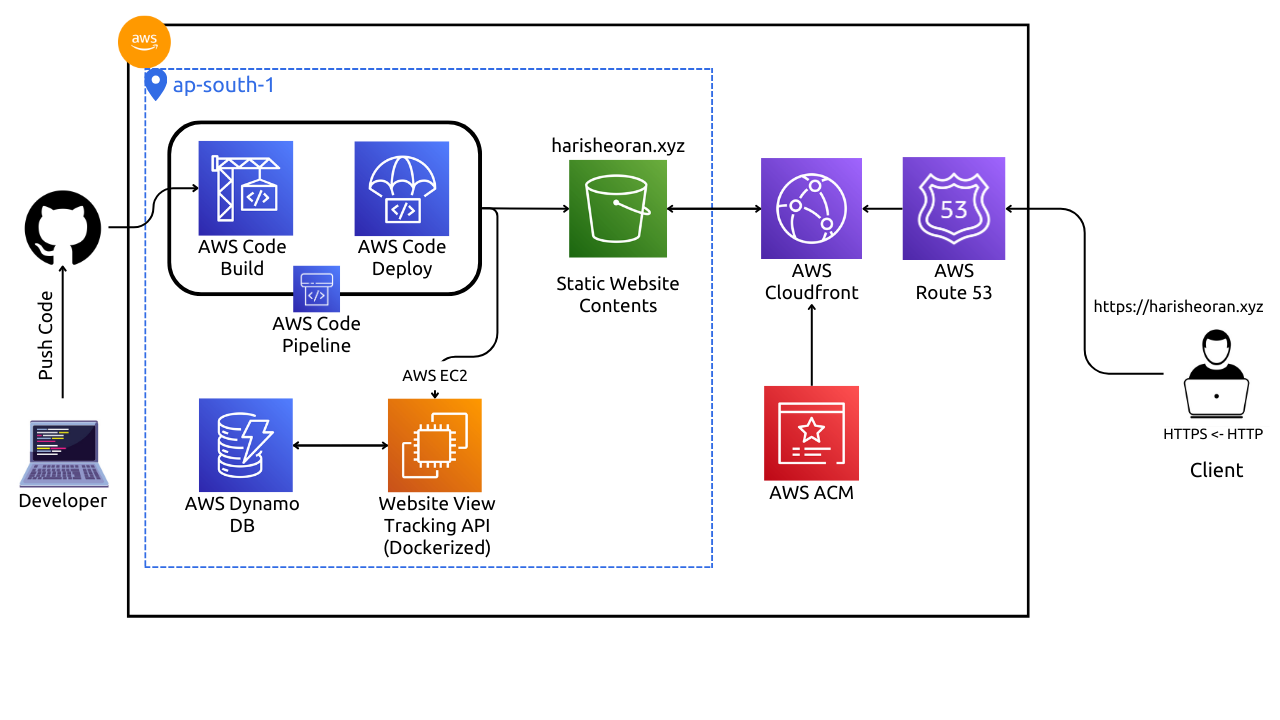 aws
ap-south-1
harisheoran.xyz
AWS Code
Build
AWS Code
Deploy
53
AWS Code
Pipeline
Static Website
Contents
AWS
Cloudfront
AWS
Route 53
https://harisheoran.xyz
Push Code
AWS EC2
HTTPS <- HTTP
Client
Developer
AWS Dynamo
DB
Website View
Tracking API
(Dockerized)
AWS ACM